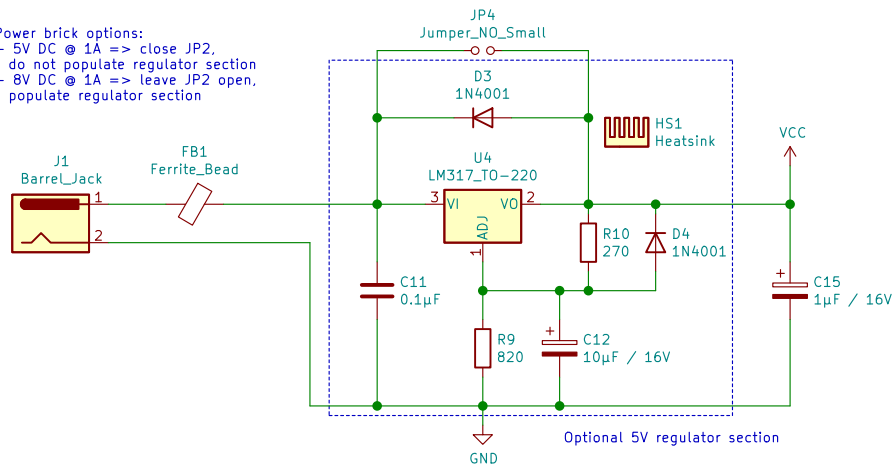 Power brick options:
- 5V DC @ 1A => close JP2,
do not populate regulator section
- 8V DC @ 1A => leave JP2 open,
populate regulator section
JP4
Jumper_NO_Small
D3
1N4001
HS1
Heatsink
VCC
J1
Barrel_Jack
FB1
Ferrite_Bead
U4
LM317_TO-220
1
2
3
VI
VO
2
ADJ
1
R10
270
D4
1N4001
C11
0.1µF
+
C15
1µF / 16V
R9
820
+
C12
10µF / 16V
Optional 5V regulator section
GND